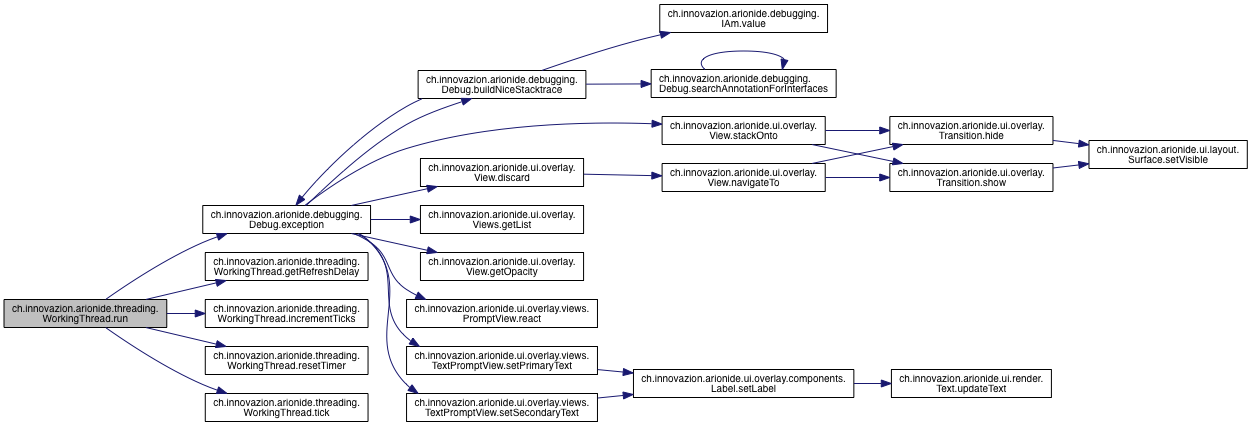 ch.innovazion.arionide.debugging.
IAm.value
ch.innovazion.arionide.debugging.
Debug.buildNiceStacktrace
ch.innovazion.arionide.debugging.
Debug.searchAnnotationForInterfaces
ch.innovazion.arionide.ui.overlay.
View.stackOnto
ch.innovazion.arionide.ui.overlay.
Transition.hide
ch.innovazion.arionide.ui.layout.
Surface.setVisible
ch.innovazion.arionide.ui.overlay.
View.discard
ch.innovazion.arionide.ui.overlay.
View.navigateTo
ch.innovazion.arionide.ui.overlay.
Transition.show
ch.innovazion.arionide.debugging.
Debug.exception
ch.innovazion.arionide.ui.overlay.
Views.getList
ch.innovazion.arionide.threading.
WorkingThread.getRefreshDelay
ch.innovazion.arionide.ui.overlay.
View.getOpacity
ch.innovazion.arionide.threading.
WorkingThread.run
ch.innovazion.arionide.threading.
WorkingThread.incrementTicks
ch.innovazion.arionide.ui.overlay.views.
PromptView.react
ch.innovazion.arionide.threading.
WorkingThread.resetTimer
ch.innovazion.arionide.ui.overlay.views.
TextPromptView.setPrimaryText
ch.innovazion.arionide.ui.overlay.components.
Label.setLabel
ch.innovazion.arionide.ui.render.
Text.updateText
ch.innovazion.arionide.threading.
WorkingThread.tick
ch.innovazion.arionide.ui.overlay.views.
TextPromptView.setSecondaryText